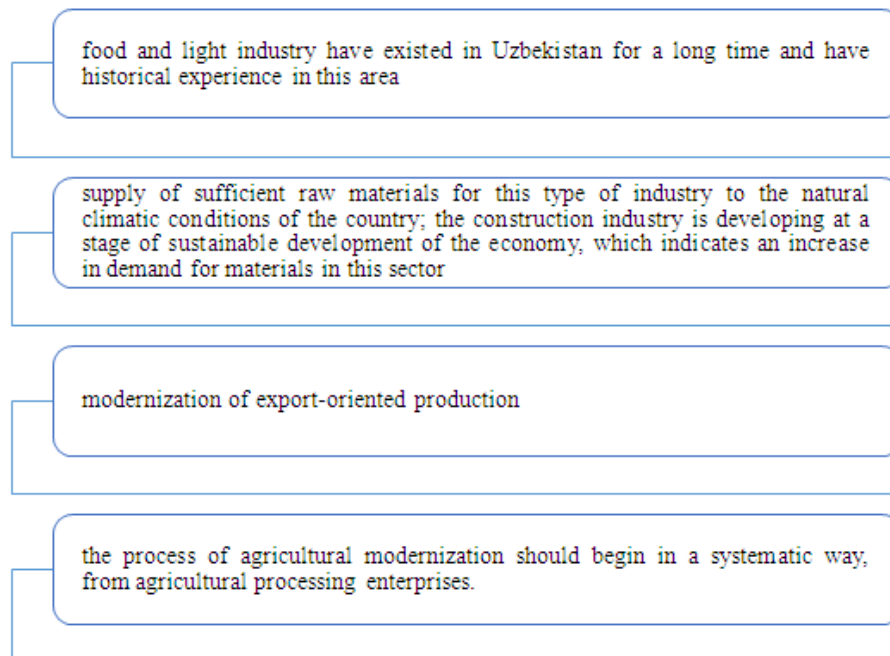 food and light industry have existed in Uzbekistan for a long time and have
historical experience in this area
supply of sufficient raw materials for this type of industry to the natural
climatic conditions of the country; the construction industry is developing at a
stage of sustainable development of the economy, which indicates an increase
in demand for materials in this sector
modernization of export-oriented production
the process of agricultural modernization should begin in a systematic way,
from agricultural processing enterprises.